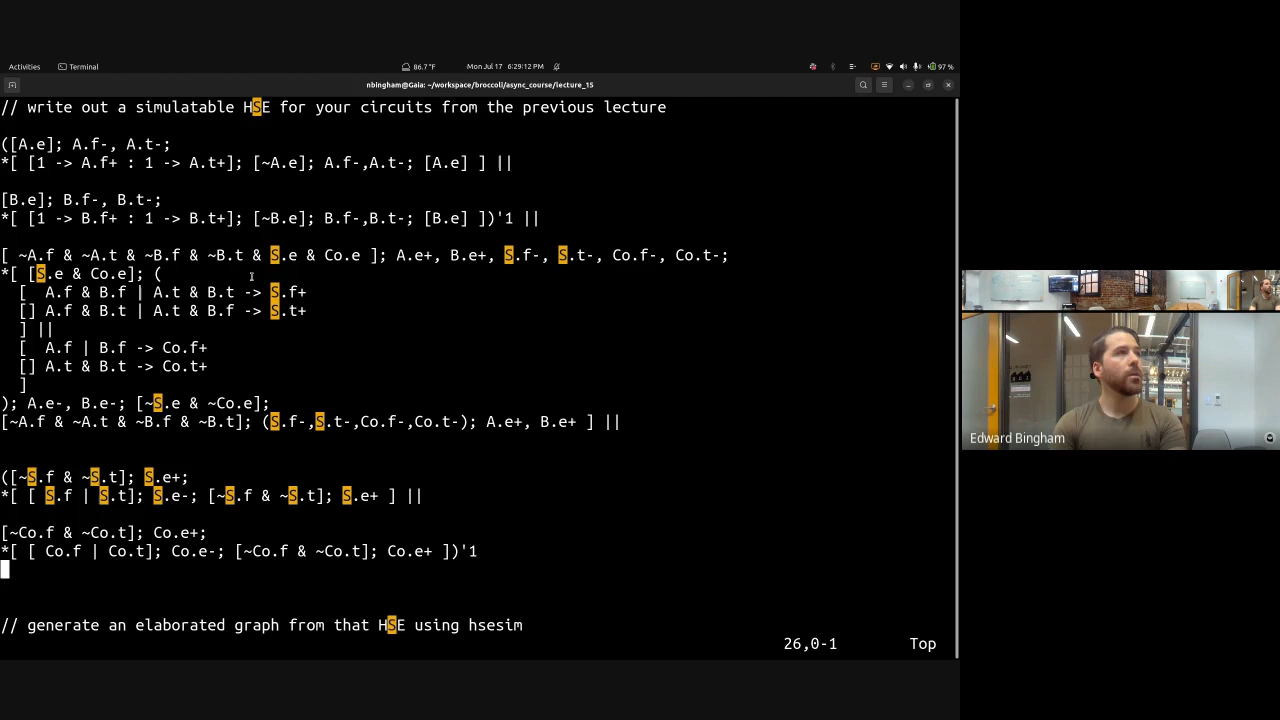 Activities
Terminal
86.7 °F
Mon Jul 17 6:29:12 PM
97 %
nbingham@Gaia: ~/workspace/broccoli/async_course/lecture_15
// write out a simulatable HSE for your circuits from the previous lecture
([A.e]; A.f-, A.t-;
*[ [1 -> A.f+ : 1 -> A.t+]; [~A.e]; A.f-,A.t-; [A.e] ] ||
[B.e]; B.f-, B.t-;
*[ [1 -> B.f+ : 1 -> B.t+]; [~B.e]; B.f-,B.t-; [B.e] ])'1 ||
[ ~A.f & ~A.t & ~B.f & ~B.t & S.e & Co.e ]; A.e+, B.e+, S.f-, S.t-, Co.f-, Co.t-;
*[ [S.e & Co.e]; (
[ A.f & B.f | A.t & B.t -> S.f+
[] A.f & B.t | A.t & B.f -> S.t+
] ||
[ A.f | B.f -> Co.f+
[] A.t & B.t -> Co.t+
]
); A.e-, B.e-; [~S.e & ~Co.e];
[~A.f & ~A.t & ~B.f & ~B.t]; (S.f-,S.t-,Co.f-,Co.t-); A.e+, B.e+ ] ||
([~S.f & ~S.t]; S.e+;
*[ [ S.f | S.t]; S.e-; [~S.f & ~S.t]; S.e+ ] ||
[~Co.f & ~Co.t]; Co.e+;
*[ [ Co.f | Co.t]; Co.e-; [~Co.f & ~Co.t]; Co.e+ ])'1
// generate an elaborated graph from that HSE using hsesim
26,0-1
Top
Edward Bingham